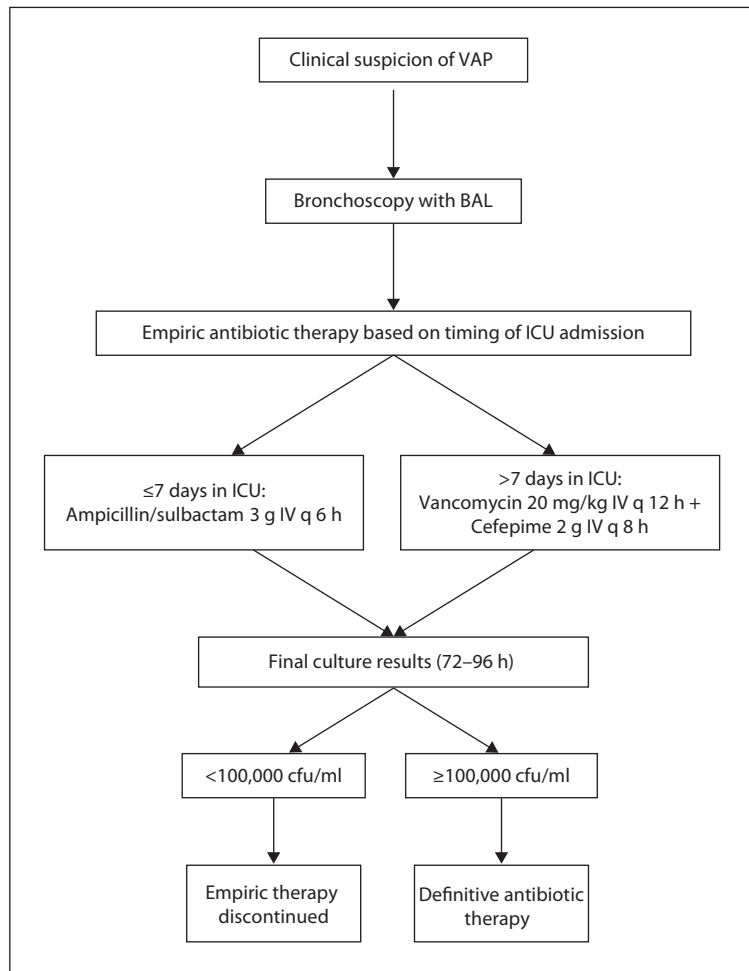 Clinical suspicion of VAP
Bronchoscopy with BAL
Empiric antibiotic therapy based on timing of ICU admission
≤7 days in ICU:
Ampicillin/sulbactam 3 g IV q 6 h
>7 days in ICU:
Vancomycin 20 mg/kg IV q 12 h +
Cefepime 2 g IV q 8 h
Final culture results (72–96 h)
<100,000 cfu/ml
≥100,000 cfu/ml
Empiric therapy
discontinued
Definitive antibiotic
therapy